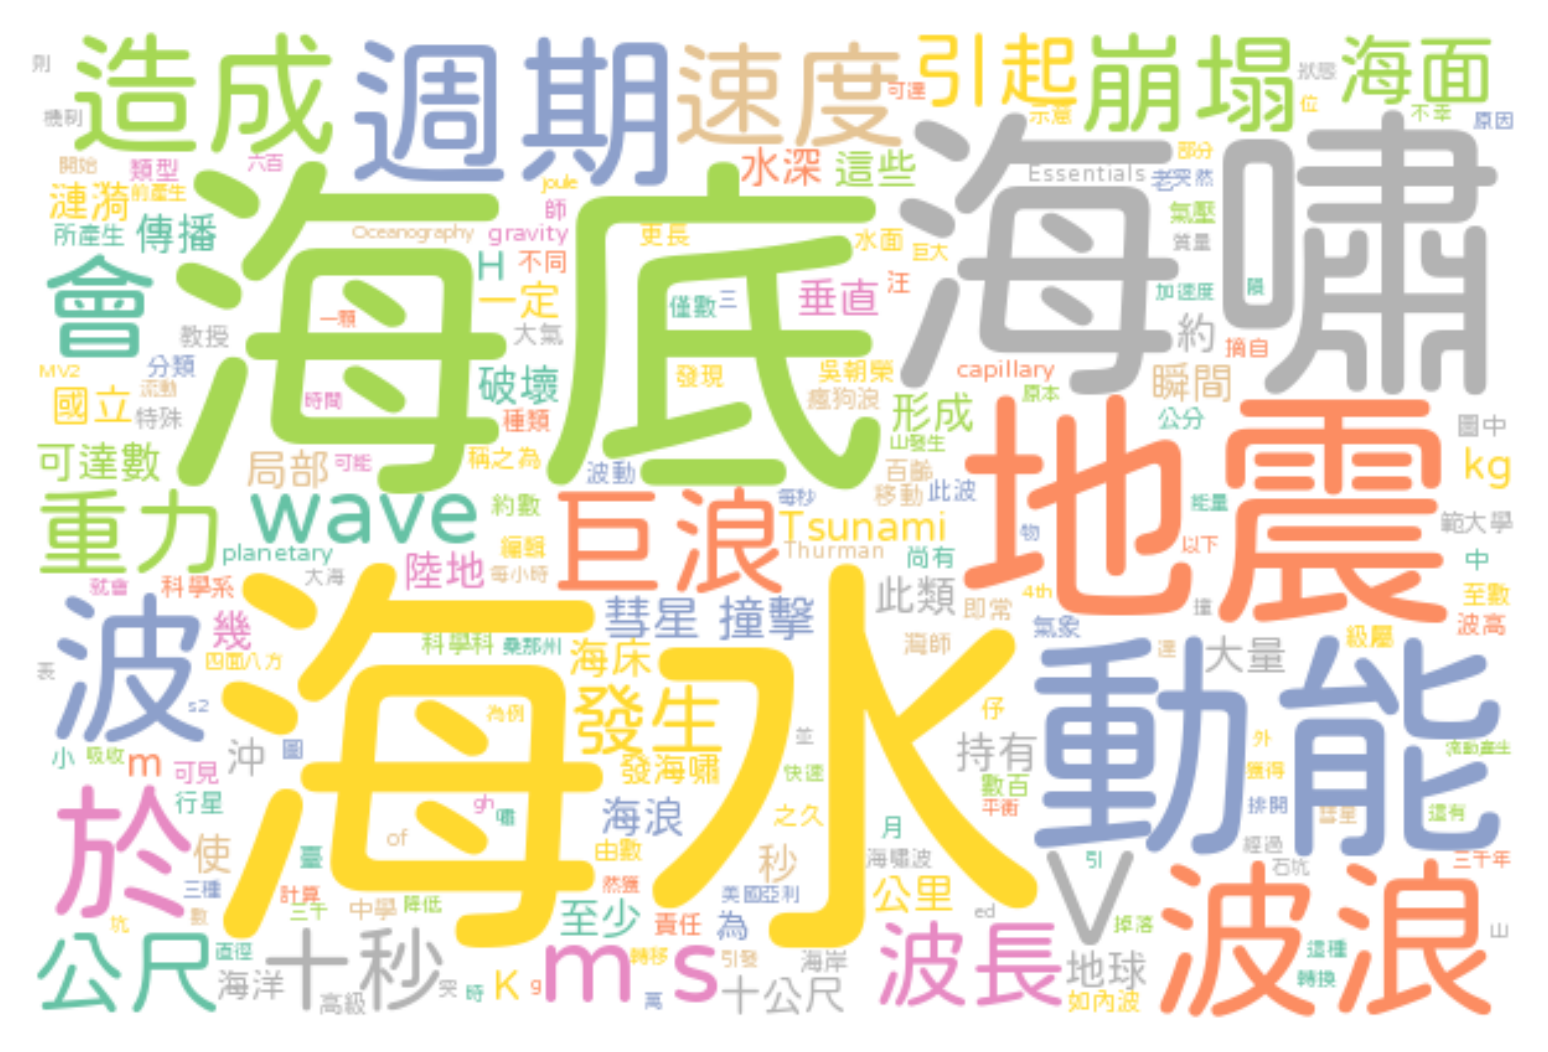 則 造成 週期 速度 可達 引起 崩塌 狀態 海面
機制 示意 位 不幸 原因
開始 類型 六百 海底 水深 這些 海嘯 Essentials 部分 老 突然
漣漪 前產生 joule 師 氣壓
所產生 傳播 Oceanography gravity 更長 水面 巨大 質量
會 H 不同 一定 僅數 三 垂直 汪 加速度 隕
教授 一顆 大氣 約 摘自
MV2 分類 破壞 發現 吳朝榮 capillary 瞬間
國立 流動 特殊 時間 種類 瘋狗浪 形成 原本 公分 地震 圖中
可達數 局部 可能 稱之為 波動 百齡 山發生 kg
重力 wave 約數 巨浪 每秒 Tsunami 移動 此波 能量 範大學
planetary 陸地 編輯 每小時 Thurman 尚有 物 以下 中
就會 科學系 大海 海水 彗星 撞擊 此類 即常 4th 撞 至數
波 幾 科學科 桑那州 海床 灣師 氣象 動能 達 大量 級屬 波高
表 四面八方 s2 為例 發生 仔 外
小 吸收 m 可見 沖 圖 發海嘯 並 快速 持有 獲得 流動產生
於 行星 gh 嘯 海浪 之久 數百 平衡 排開 彗星 這有
使 of 臺 由數 秒 月 海嘯波 引 經過 石坑 三千年
三種 計算 然獲 美國亞利 公里 V 波浪
坑 數 三千 中學 降低 至少 責任 為 ed 掉落 山
公尺 直徑 十秒 m 轉移 s 引發 海岸 波長 地球 這種
海洋 高級 突 時 K g 萬 十公尺 如內波 轉換